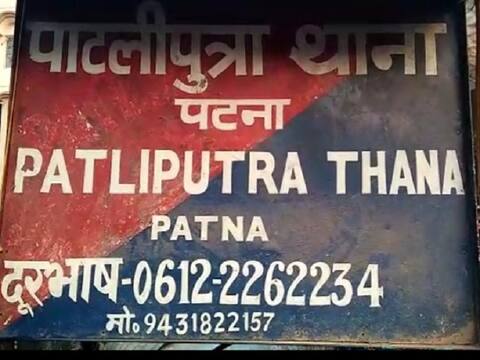 पाटलीपुत्रा थाना
पटना
PATLIPUTRA THANA
PATNA
दूरभाष-0612-2262234
मो॰9431822157